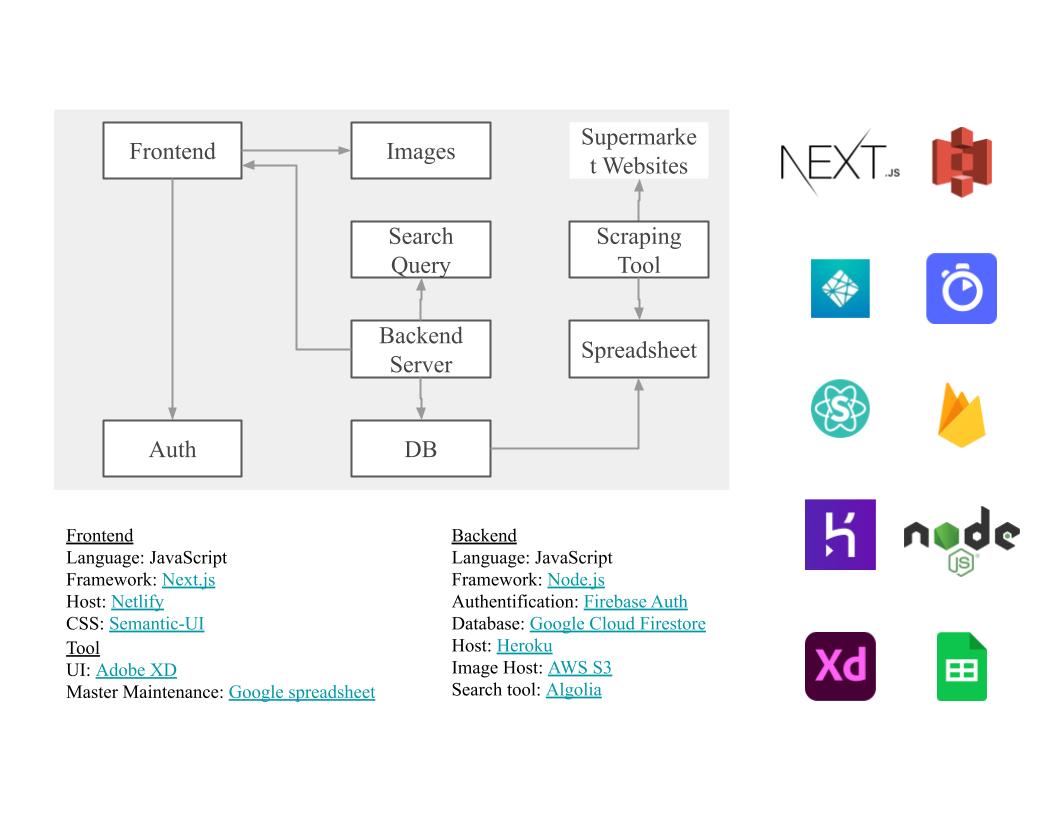 Frontend
Images
Supermarke
t Websites
Search
Query
Scraping
Tool
Backend
Server
Spreadsheet
Auth
DB
NEXT.JS
S
node
JS
Xd
Frontend
Language: JavaScript
Framework: Next.js
Host: Netlify
CSS: Semantic-UI
Tool
UI: Adobe XD
Master Maintenance: Google spreadsheet
Backend
Language: JavaScript
Framework: Node.js
Authentification: Firebase Auth
Database: Google Cloud Firestore
Host: Heroku
Image Host: AWS S3
Search tool: Algolia